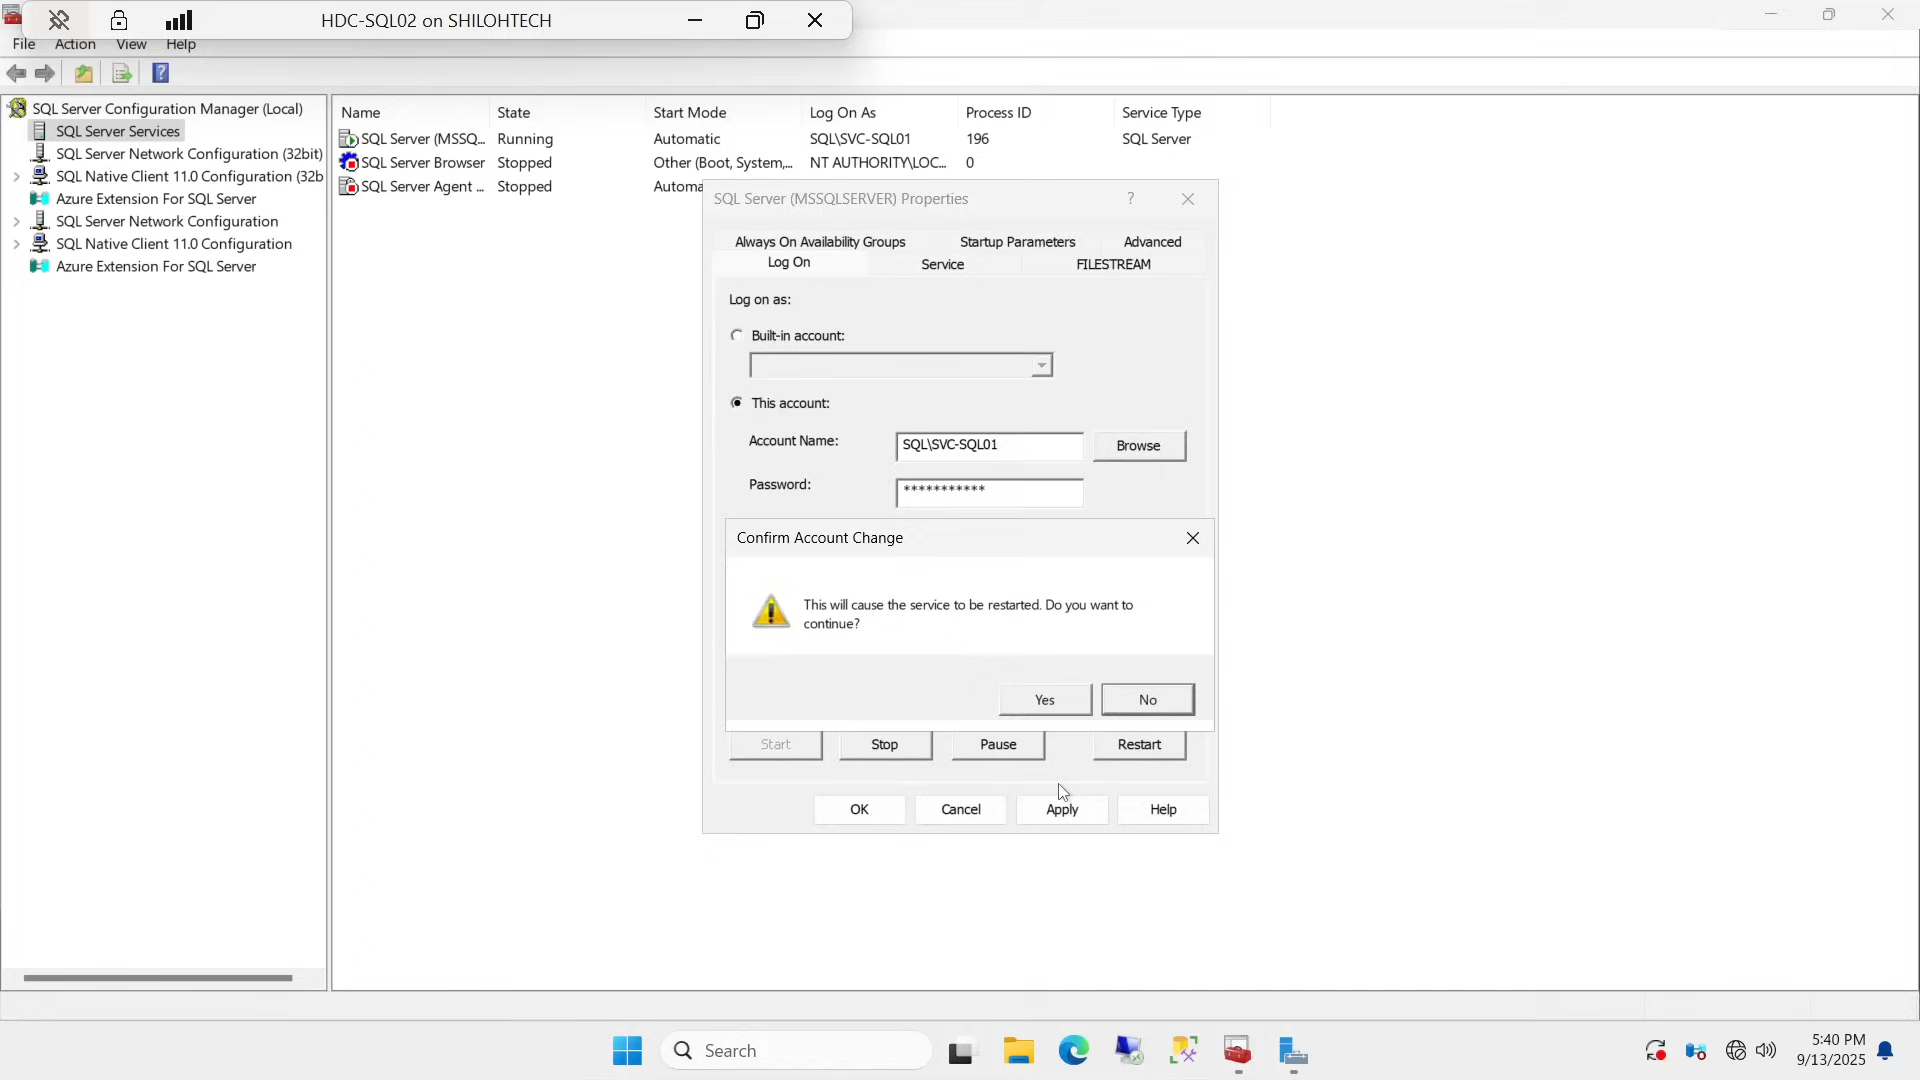 HDC-SQL02 on SHILOHTECH
File Action View Help
Name State Start Mode Log On As Process ID Service Type
SQL Server Configuration Manager (Local)
SQL Server Services
SQL Server Network Configuration (32bit)
SQL Native Client 11.0 Configuration (32b
Azure Extension For SQL Server
SQL Server Network Configuration
SQL Native Client 11.0 Configuration
Azure Extension For SQL Server
SQL Server (MSSQ... Running Automatic SQL\SVC-SQL01 196 SQL Server
SQL Server Browser Stopped Other (Boot, System,... NT AUTHORITY\LOC... 0
SQL Server Agent ... Stopped Automa
SQL Server (MSSQLSERVER) Properties ?
Always On Availability Groups Startup Parameters Advanced
Log On Service FILESTREAM
Log on as:
Built-in account:
This account:
Account Name: SQL\SVC-SQL01 Browse
Password: ***********
Confirm Account Change
This will cause the service to be restarted. Do you want to
continue?
Yes No
Start Stop Pause Restart
OK Cancel Apply Help
Search
5:40 PM
9/13/2025